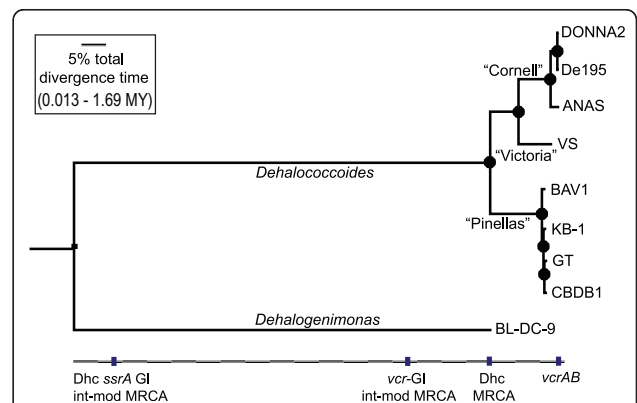 5% total
divergence time
(0.013 - 1.69 MY)
DONNA2
"Cornell"
De195
ANAS
VS
"Victoria"
Dehalococcoides
BAV1
"Pinellas"
KB-1
GT
CBDB1
Dehalogenimonas
BL-DC-9
Dhc ssrA GI
int-mod MRCA
vcr-GI
int-mod MRCA
Dhc
MRCA
vcrAB